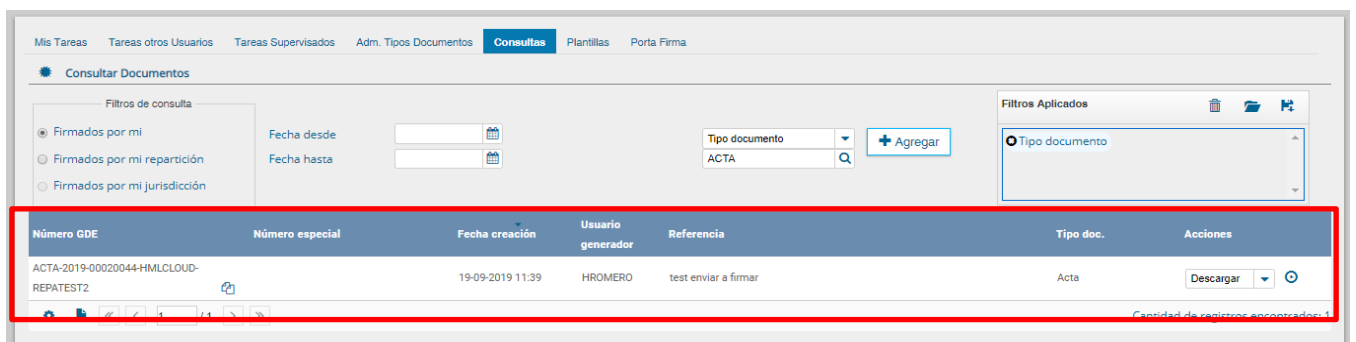 Mis Tareas Tareas otros Usuarios Tareas Supervisados Adm. Tipos Documentos Consultas Plantillas Porta Firma
Consultar Documentos
Filtros de consulta
Firmados por mi
Firmados por mi repartición
Firmados por mi jurisdicción
Fecha desde
Fecha hasta
Tipo documento
ACTA
Agregar
Filtros Aplicados
Tipo documento
Número GDE Número especial Fecha creación Usuario generador Referencia Tipo doc. Acciones
ACTA-2019-00020044-HMLCLOUD-
REPATEST2
19-09-2019 11:39 HROMERO test enviar a firmar Acta Descargar
1 / 1
Cantidad de registros encontrados: 1